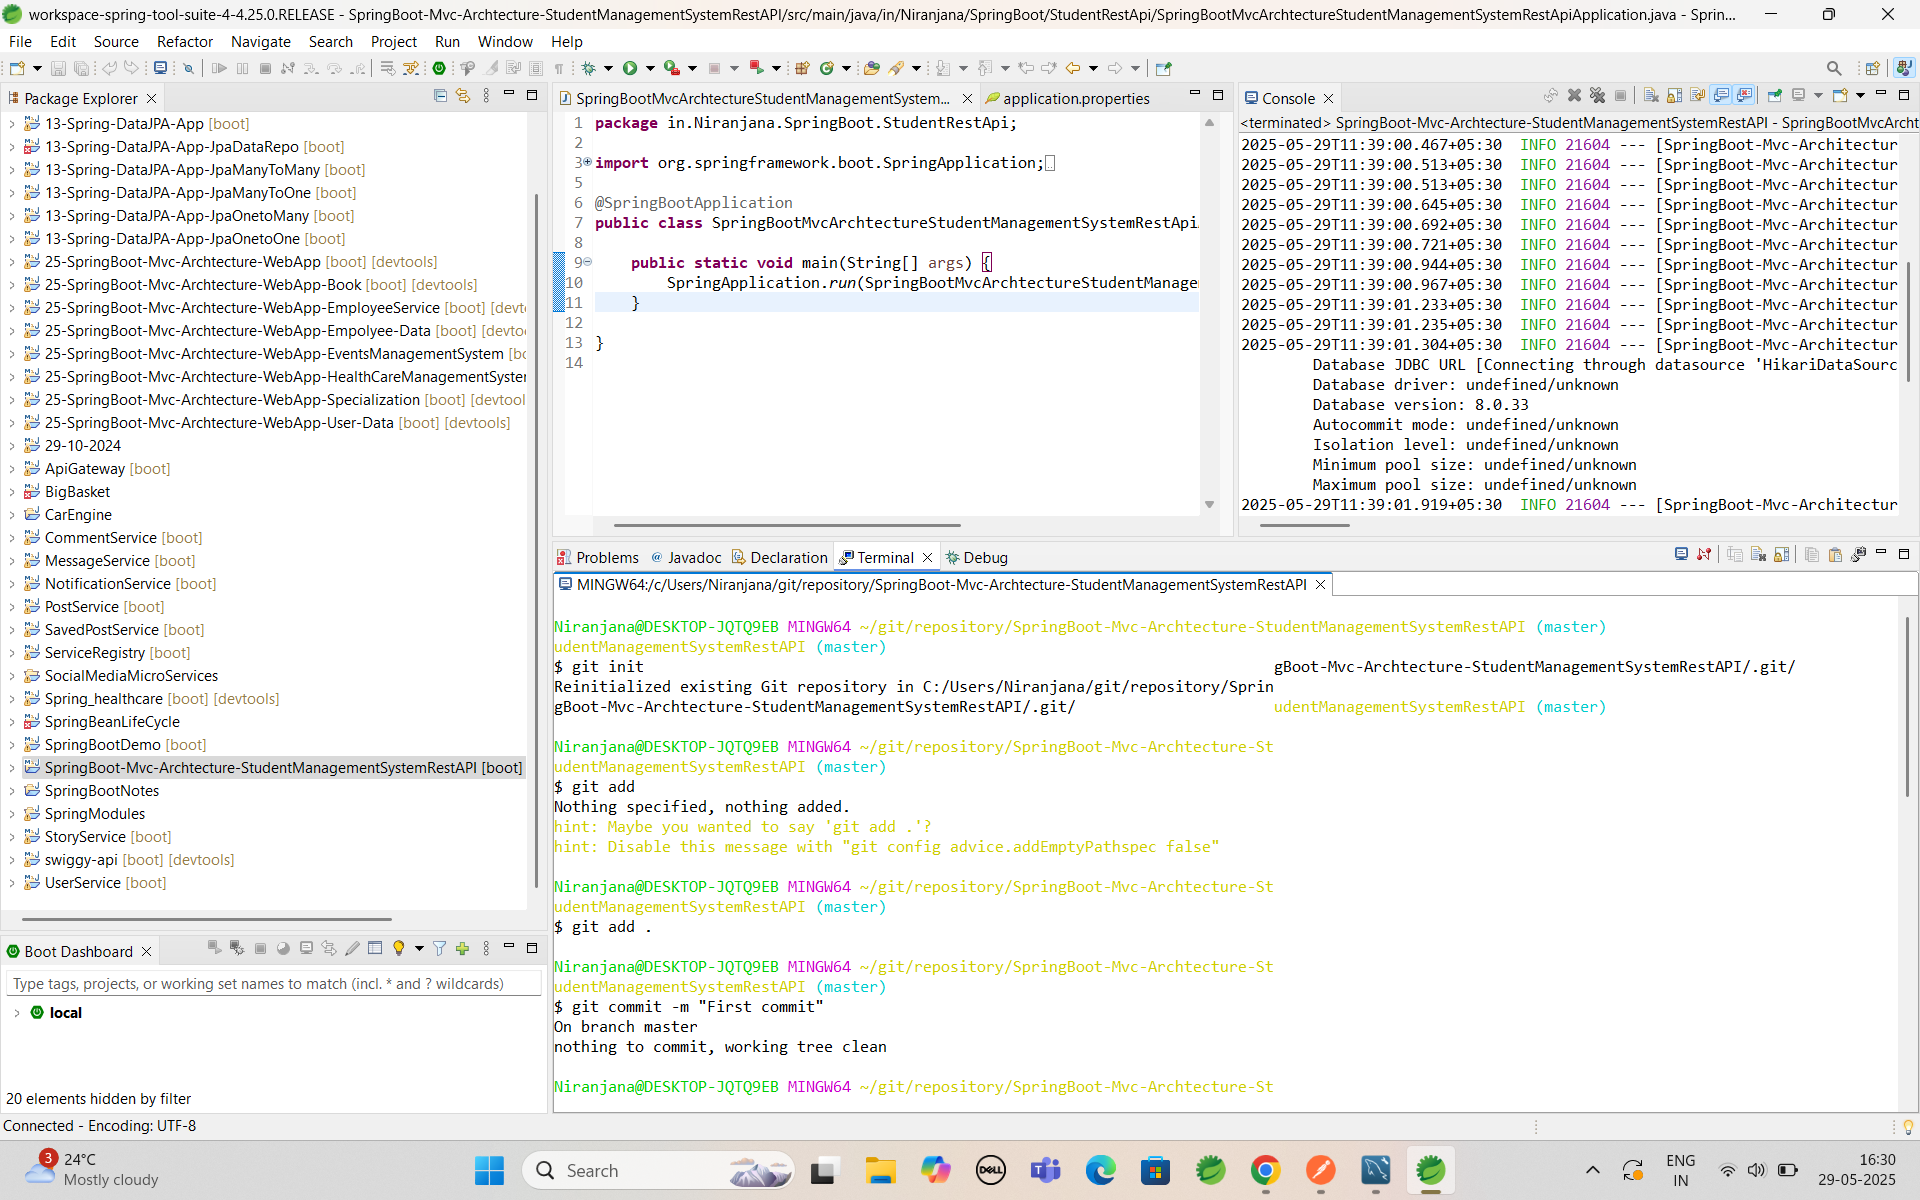 workspace-spring-tool-suite-4-4.25.0.RELEASE - SpringBoot-Mvc-Archtecture-StudentManagementSystemRestAPI/src/main/java/in/Niranjana/SpringBoot/StudentRestApi/SpringBootMvcArchtectureStudentManagementSystemRestApiApplication.java - Sprin...
File Edit Source Refactor Navigate Search Project Run Window Help
Package Explorer
13-Spring-DataJPA-App [boot]
13-Spring-DataJPA-App-JpaDataRepo [boot]
13-Spring-DataJPA-App-JpaManyToMany [boot]
13-Spring-DataJPA-App-JpaManyToOne [boot]
13-Spring-DataJPA-App-JpaOnetoMany [boot]
13-Spring-DataJPA-App-JpaOnetoOne [boot]
25-SpringBoot-Mvc-Archtecture-WebApp [boot] [devtools]
25-SpringBoot-Mvc-Archtecture-WebApp-Book [boot] [devtools]
25-SpringBoot-Mvc-Archtecture-WebApp-EmployeeService [boot] [devt
25-SpringBoot-Mvc-Archtecture-WebApp-Empolyee-Data [boot] [devto
25-SpringBoot-Mvc-Archtecture-WebApp-EventsManagementSystem [bo
25-SpringBoot-Mvc-Archtecture-WebApp-HealthCareManagementSyster
25-SpringBoot-Mvc-Archtecture-WebApp-Specialization [boot] [devtool
25-SpringBoot-Mvc-Archtecture-WebApp-User-Data [boot] [devtools]
29-10-2024
ApiGateway [boot]
BigBasket
CarEngine
CommentService [boot]
MessageService [boot]
NotificationService [boot]
PostService [boot]
SavedPostService [boot]
ServiceRegistry [boot]
SocialMediaMicroServices
Spring_healthcare [boot] [devtools]
SpringBeanLifeCycle
SpringBootDemo [boot]
SpringBoot-Mvc-Archtecture-StudentManagementSystemRestAPI [boot]
SpringBootNotes
SpringModules
StoryService [boot]
swiggy-api [boot] [devtools]
UserService [boot]
Boot Dashboard
Type tags, projects, or working set names to match (incl. * and ? wildcards)
local
20 elements hidden by filter
Connected - Encoding: UTF-8
SpringBootMvcArchtectureStudentManagementSystem... application.properties
1 package in.Niranjana.SpringBoot.StudentRestApi;
2
3 import org.springframework.boot.SpringApplication;
5
6 @SpringBootApplication
7 public class SpringBootMvcArchtectureStudentManagementSystemRestApi
8
9 public static void main(String[] args) {
10 SpringApplication.run(SpringBootMvcArchtectureStudentManage
11 }
12
13 }
14
Console
<terminated> SpringBoot-Mvc-Archtecture-StudentManagementSystemRestAPI - SpringBootMvcArcht
2025-05-29T11:39:00.467+05:30 INFO 21604 --- [SpringBoot-Mvc-Architectur
2025-05-29T11:39:00.513+05:30 INFO 21604 --- [SpringBoot-Mvc-Architectur
2025-05-29T11:39:00.513+05:30 INFO 21604 --- [SpringBoot-Mvc-Architectur
2025-05-29T11:39:00.645+05:30 INFO 21604 --- [SpringBoot-Mvc-Architectur
2025-05-29T11:39:00.692+05:30 INFO 21604 --- [SpringBoot-Mvc-Architectur
2025-05-29T11:39:00.721+05:30 INFO 21604 --- [SpringBoot-Mvc-Architectur
2025-05-29T11:39:00.944+05:30 INFO 21604 --- [SpringBoot-Mvc-Architectur
2025-05-29T11:39:00.967+05:30 INFO 21604 --- [SpringBoot-Mvc-Architectur
2025-05-29T11:39:01.233+05:30 INFO 21604 --- [SpringBoot-Mvc-Architectur
2025-05-29T11:39:01.235+05:30 INFO 21604 --- [SpringBoot-Mvc-Architectur
2025-05-29T11:39:01.304+05:30 INFO 21604 --- [SpringBoot-Mvc-Architectur
Database JDBC URL [Connecting through datasource 'HikariDataSourc
Database driver: undefined/unknown
Database version: 8.0.33
Autocommit mode: undefined/unknown
Isolation level: undefined/unknown
Minimum pool size: undefined/unknown
Maximum pool size: undefined/unknown
2025-05-29T11:39:01.919+05:30 INFO 21604 --- [SpringBoot-Mvc-Architectur
Problems Javadoc Declaration Terminal Debug
MINGW64:/c/Users/Niranjana/git/repository/SpringBoot-Mvc-Archtecture-StudentManagementSystemRestAPI
Niranjana@DESKTOP-JQTQ9EB MINGW64 ~/git/repository/SpringBoot-Mvc-Archtecture-StudentManagementSystemRestAPI (master)
udentManagementSystemRestAPI (master)
$ git init gBoot-Mvc-Archtecture-StudentManagementSystemRestAPI/.git/
Reinitialized existing Git repository in C:/Users/Niranjana/git/repository/Sprin
gBoot-Mvc-Archtecture-StudentManagementSystemRestAPI/.git/ udentManagementSystemRestAPI (master)
Niranjana@DESKTOP-JQTQ9EB MINGW64 ~/git/repository/SpringBoot-Mvc-Archtecture-St
udentManagementSystemRestAPI (master)
$ git add
Nothing specified, nothing added.
hint: Maybe you wanted to say 'git add .'?
hint: Disable this message with "git config advice.addEmptyPathspec false"
Niranjana@DESKTOP-JQTQ9EB MINGW64 ~/git/repository/SpringBoot-Mvc-Archtecture-St
udentManagementSystemRestAPI (master)
$ git add .
Niranjana@DESKTOP-JQTQ9EB MINGW64 ~/git/repository/SpringBoot-Mvc-Archtecture-St
udentManagementSystemRestAPI (master)
$ git commit -m "First commit"
On branch master
nothing to commit, working tree clean
Niranjana@DESKTOP-JQTQ9EB MINGW64 ~/git/repository/SpringBoot-Mvc-Archtecture-St
3
24°C
Mostly cloudy
Search
DELL
ENG
IN
16:30
29-05-2025